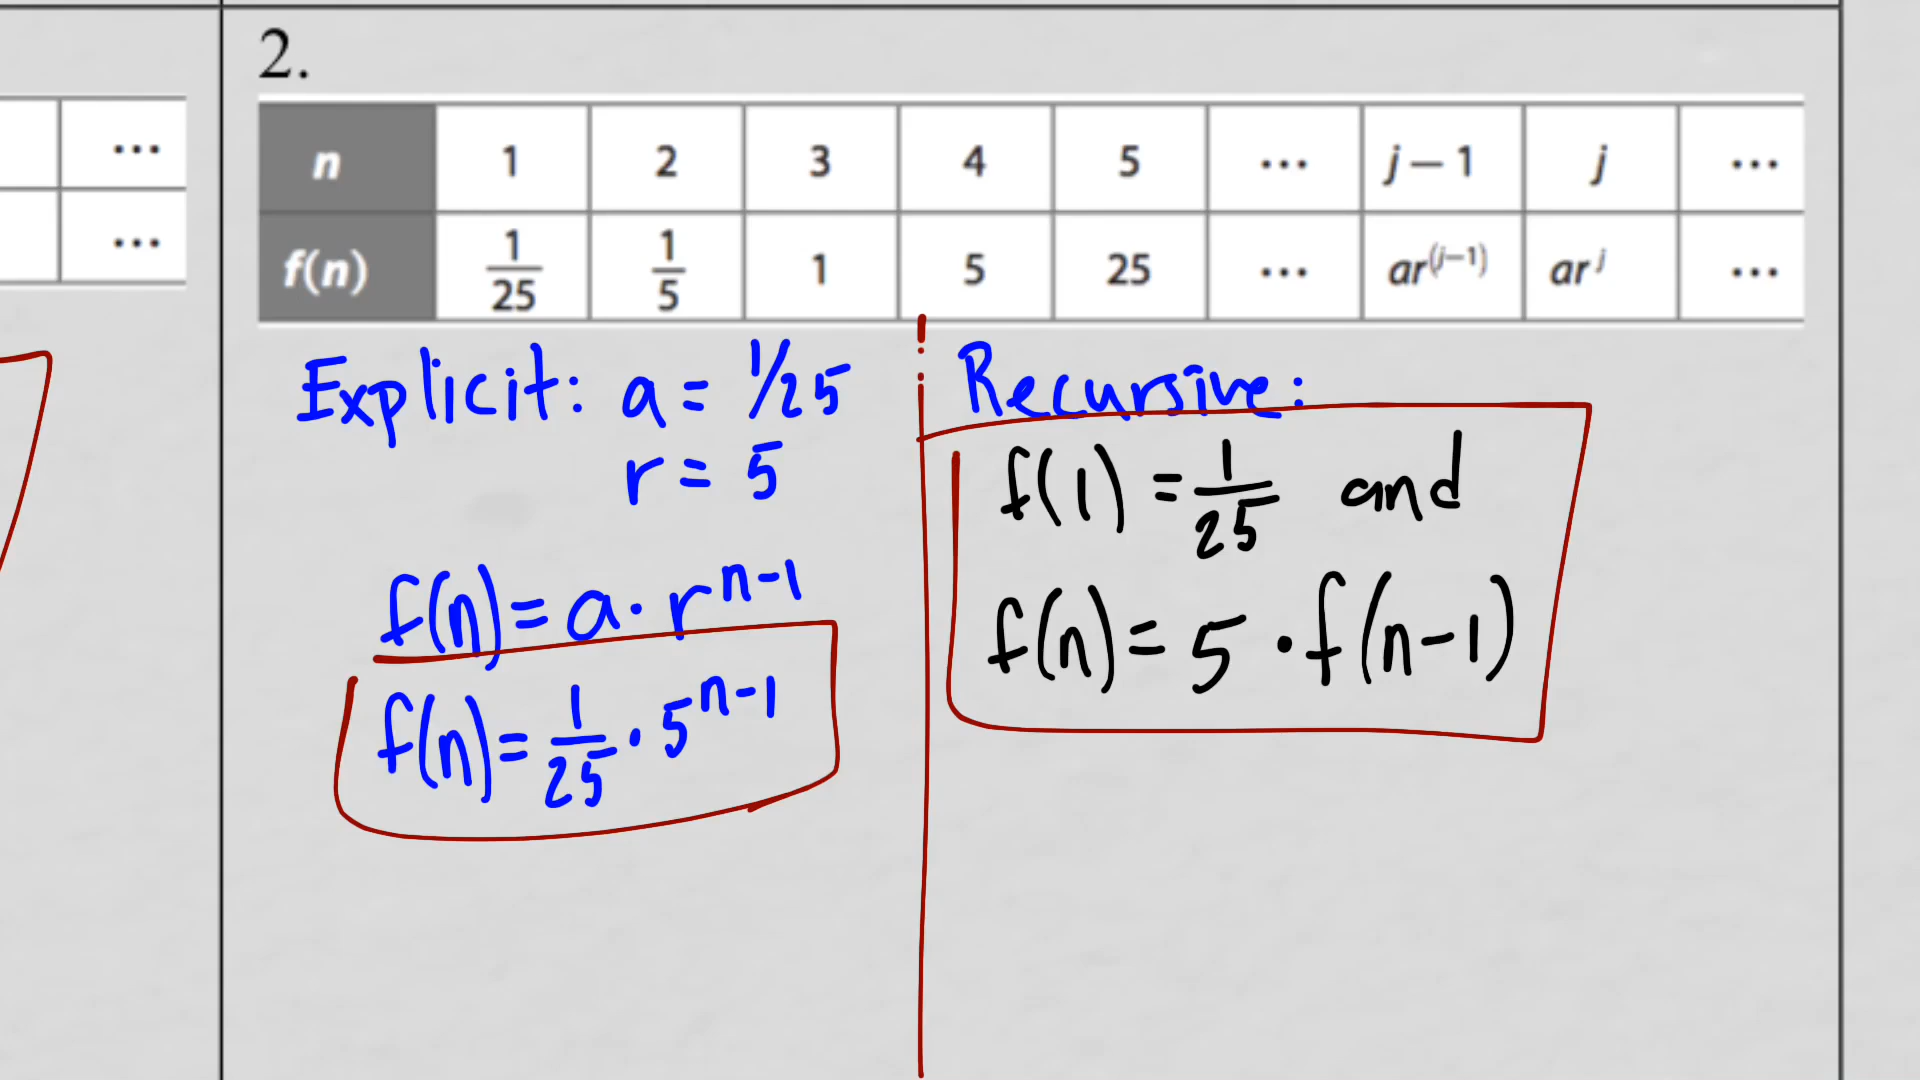 2.
n 1 2 3 4 5 ... j – 1 j ...
f(n) 1/25 1/5 1 5 25 ... ar^(j–1) ar^j ...
...
...
Explicit: a = 1/25
r = 5
f(n) = a · r^n-1
f(n) = 1/25 · 5^n-1
Recursive:
f(1) = 1/25 and
f(n) = 5 · f(n-1)